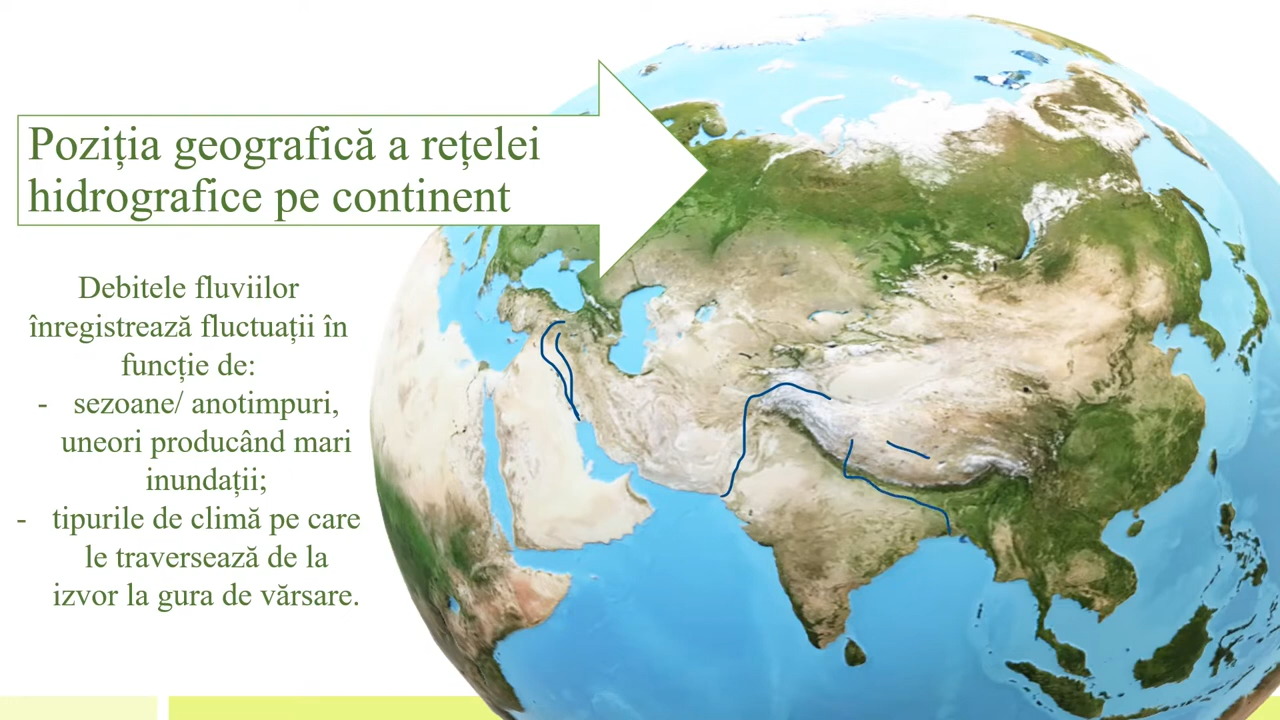 Poziția geografică a rețelei
hidrografice pe continent
Debitele fluviilor
înregistrează fluctuații în
funcție de:
- sezoane/ anotimpuri,
uneori producând mari
inundații;
- tipurile de climă pe care
le traversează de la
izvor la gura de vărsare.